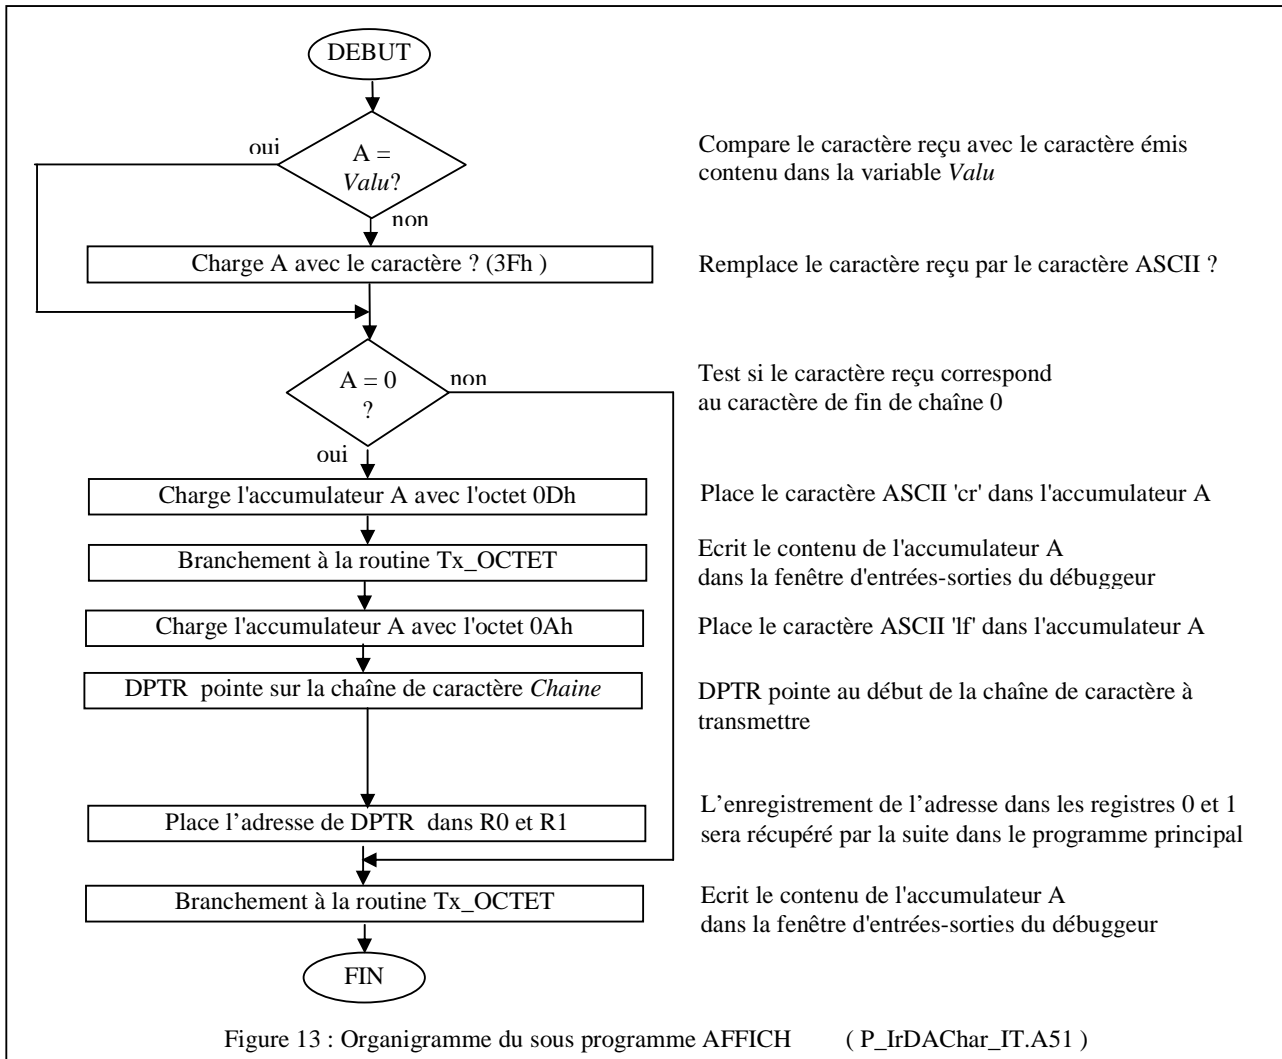 DEBUT
oui
A =
Valu?
non
Compare le caractère reçu avec le caractère émis
contenu dans la variable Valu
Charge A avec le caractère ? (3Fh )
Remplace le caractère reçu par le caractère ASCII ?
A = 0
?
non
oui
Test si le caractère reçu correspond
au caractère de fin de chaîne 0
Charge l'accumulateur A avec l'octet 0Dh
Place le caractère ASCII 'cr' dans l'accumulateur A
Branchement à la routine Tx_OCTET
Ecrit le contenu de l'accumulateur A
dans la fenêtre d'entrées-sorties du débuggeur
Charge l'accumulateur A avec l'octet 0Ah
Place le caractère ASCII 'lf' dans l'accumulateur A
DPTR pointe sur la chaîne de caractère Chaine
DPTR pointe au début de la chaîne de caractère à
transmettre
Place l’adresse de DPTR dans R0 et R1
L’enregistrement de l’adresse dans les registres 0 et 1
sera récupéré par la suite dans le programme principal
Branchement à la routine Tx_OCTET
Ecrit le contenu de l'accumulateur A
dans la fenêtre d'entrées-sorties du débuggeur
FIN
Figure 13 : Organigramme du sous programme AFFICH ( P_IrDAChar_IT.A51 )